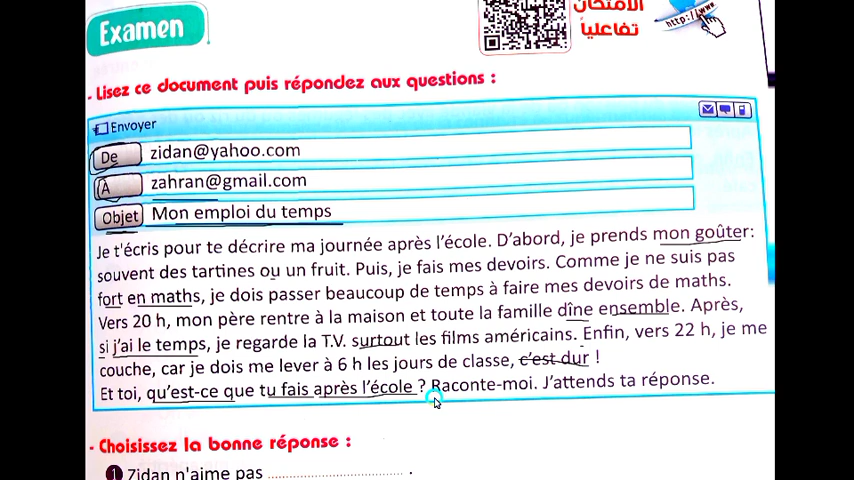 Examen
الامتحان
تفاعلياً
http://www
- Lisez ce document puis répondez aux questions :
Envoyer
De zidan@yahoo.com
À zahran@gmail.com
Objet Mon emploi du temps
Je t'écris pour te décrire ma journée après l'école. D'abord, je prends mon goûter:
souvent des tartines ou un fruit. Puis, je fais mes devoirs. Comme je ne suis pas
fort en maths, je dois passer beaucoup de temps à faire mes devoirs de maths.
Vers 20 h, mon père rentre à la maison et toute la famille dîne ensemble. Après,
si j'ai le temps, je regarde la T.V. surtout les films américains. Enfin, vers 22 h, je me
couche, car je dois me lever à 6 h les jours de classe, c'est dur !
Et toi, qu'est-ce que tu fais après l'école ? Raconte-moi. J'attends ta réponse.
- Choisissez la bonne réponse :
1 Zidan n'aime pas .............................. .